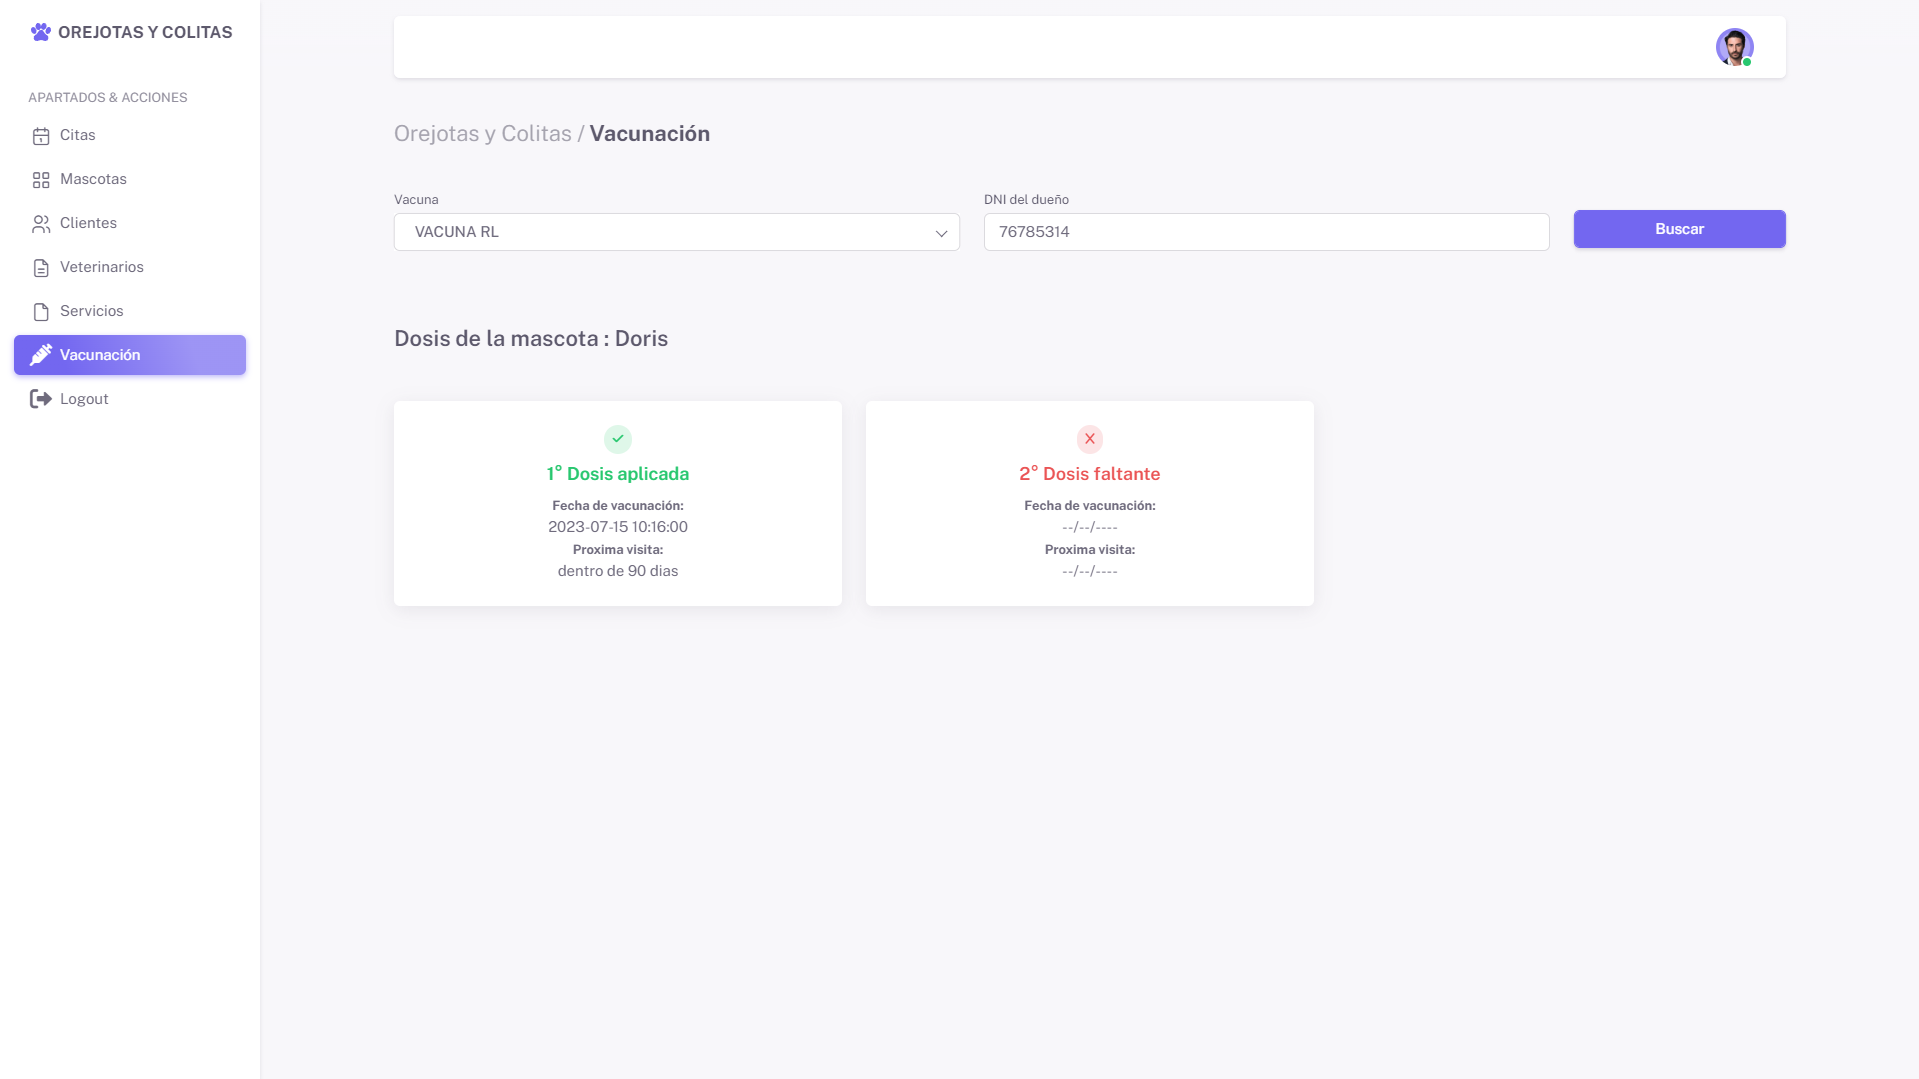 OREJOTAS Y COLITAS
APARTADOS & ACCIONES
Citas
Mascotas
Clientes
Veterinarios
Servicios
Vacunación
Logout
Orejotas y Colitas / Vacunación
Vacuna
VACUNA RL
DNI del dueño
76785314
Buscar
Dosis de la mascota : Doris
1° Dosis aplicada
Fecha de vacunación:
2023-07-15 10:16:00
Proxima visita:
dentro de 90 dias
2° Dosis faltante
Fecha de vacunación:
--/--/----
Proxima visita:
--/--/----